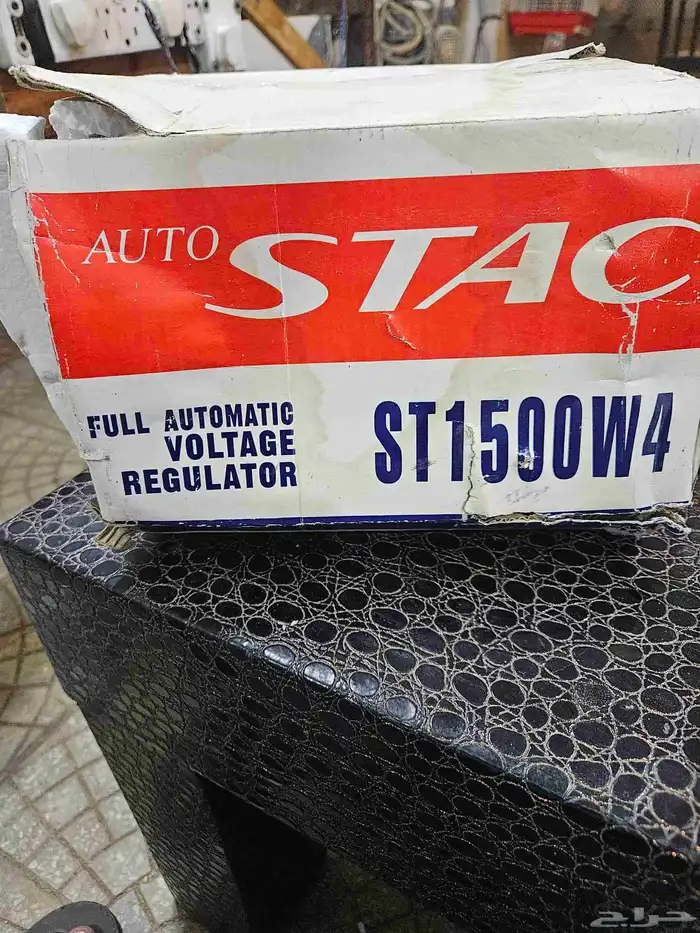 AUTO STAC
FULL AUTOMATIC
VOLTAGE
REGULATOR
ST1500W4
حراج